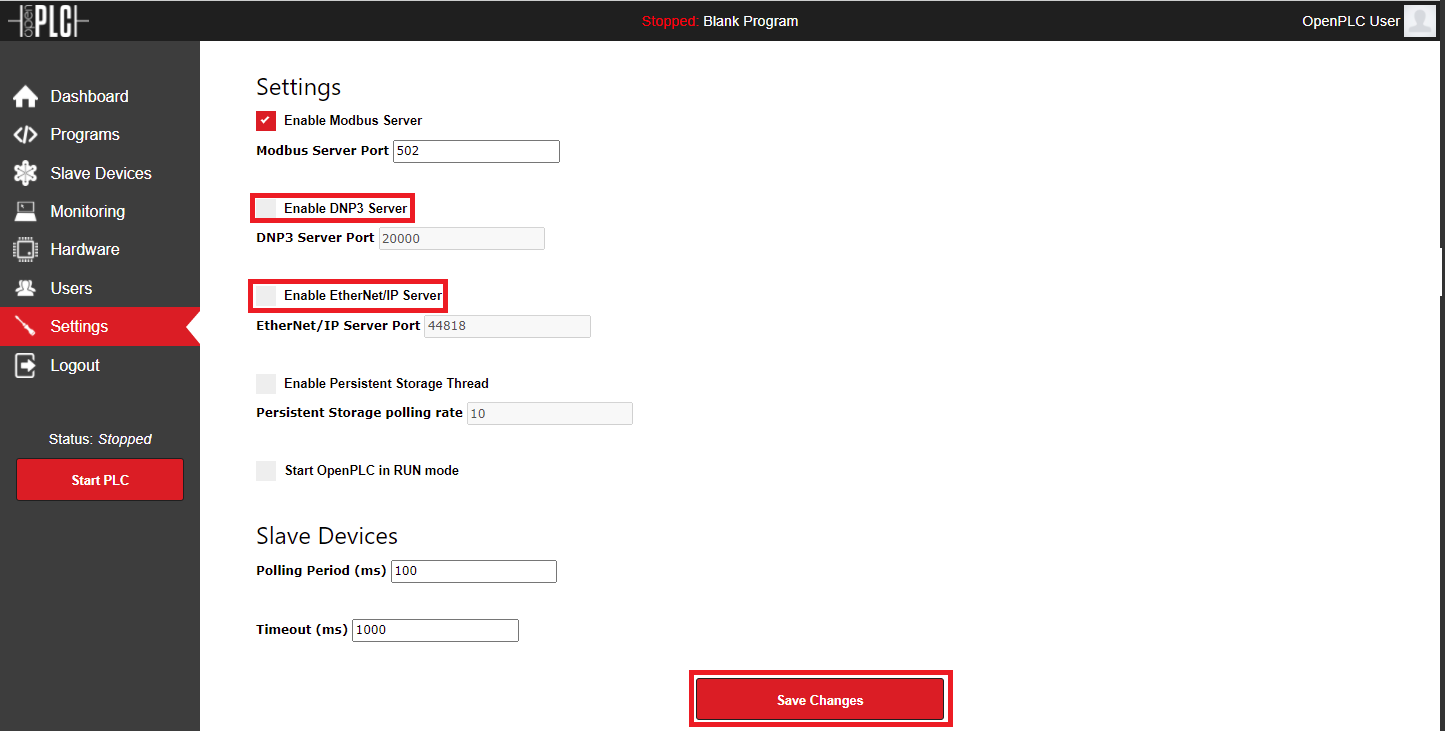 open PLC
Stopped: Blank Program
OpenPLC User
Dashboard
Programs
Slave Devices
Monitoring
Hardware
Users
Settings
Logout
Status: Stopped
Start PLC
Settings
Enable Modbus Server
Modbus Server Port 502
Enable DNP3 Server
DNP3 Server Port 20000
Enable EtherNet/IP Server
EtherNet/IP Server Port 44818
Enable Persistent Storage Thread
Persistent Storage polling rate 10
Start OpenPLC in RUN mode
Slave Devices
Polling Period (ms) 100
Timeout (ms) 1000
Save Changes